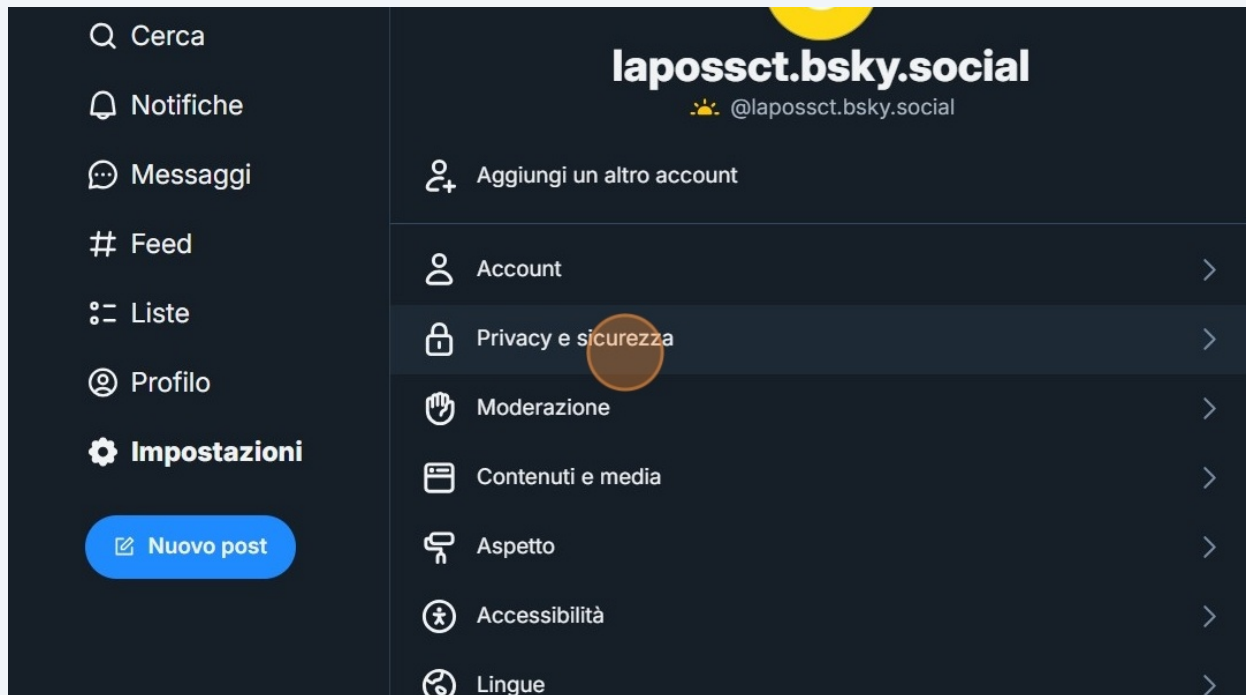 Cerca
Notifiche
Messaggi
Feed
Liste
Profilo
Impostazioni
Nuovo post
lapossct.bsky.social
@lapossct.bsky.social
Aggiungi un altro account
Account
Privacy e sicurezza
Moderazione
Contenuti e media
Aspetto
Accessibilità
Lingue